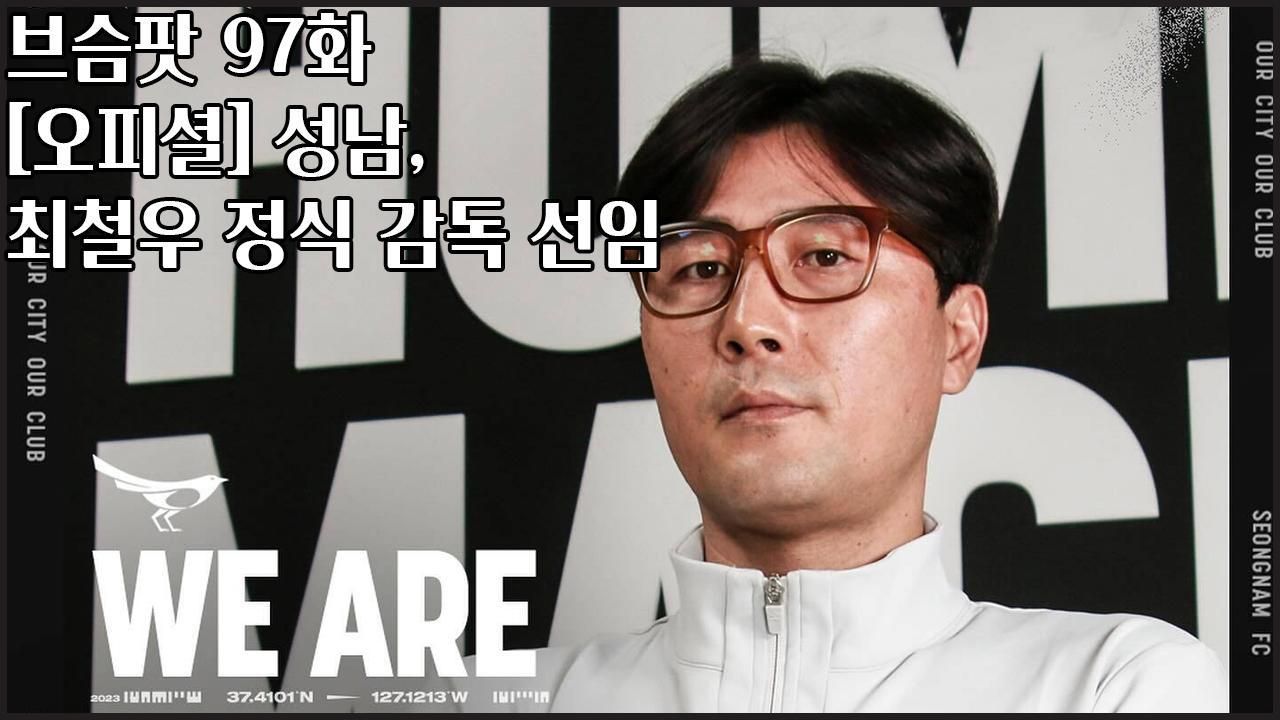 브슴팟 97화
[오피셜] 성남,
최철우 정식 감독 선임
OUR CITY OUR CLUB
OUR CITY OUR CLUB
SEONGNAM FC
WE ARE
2023
37.4101°N
127.1213°W